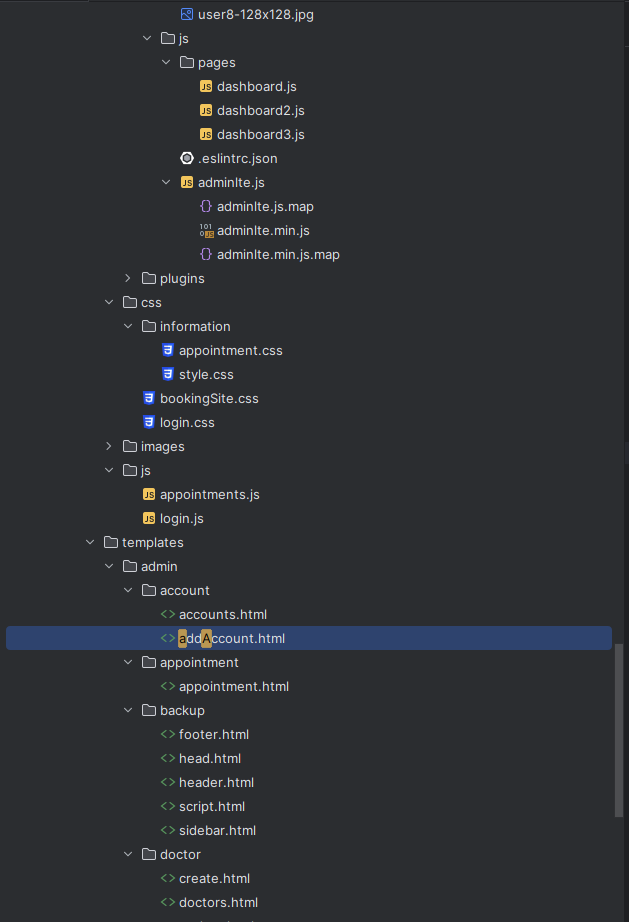 user8-128x128.jpg
js
pages
dashboard.js
dashboard2.js
dashboard3.js
.eslintrc.json
adminlte.js
adminlte.js.map
adminlte.min.js
adminlte.min.js.map
plugins
css
information
appointment.css
style.css
bookingSite.css
login.css
images
js
appointments.js
login.js
templates
admin
account
accounts.html
addAccount.html
appointment
appointment.html
backup
footer.html
head.html
header.html
script.html
sidebar.html
doctor
create.html
doctors.html